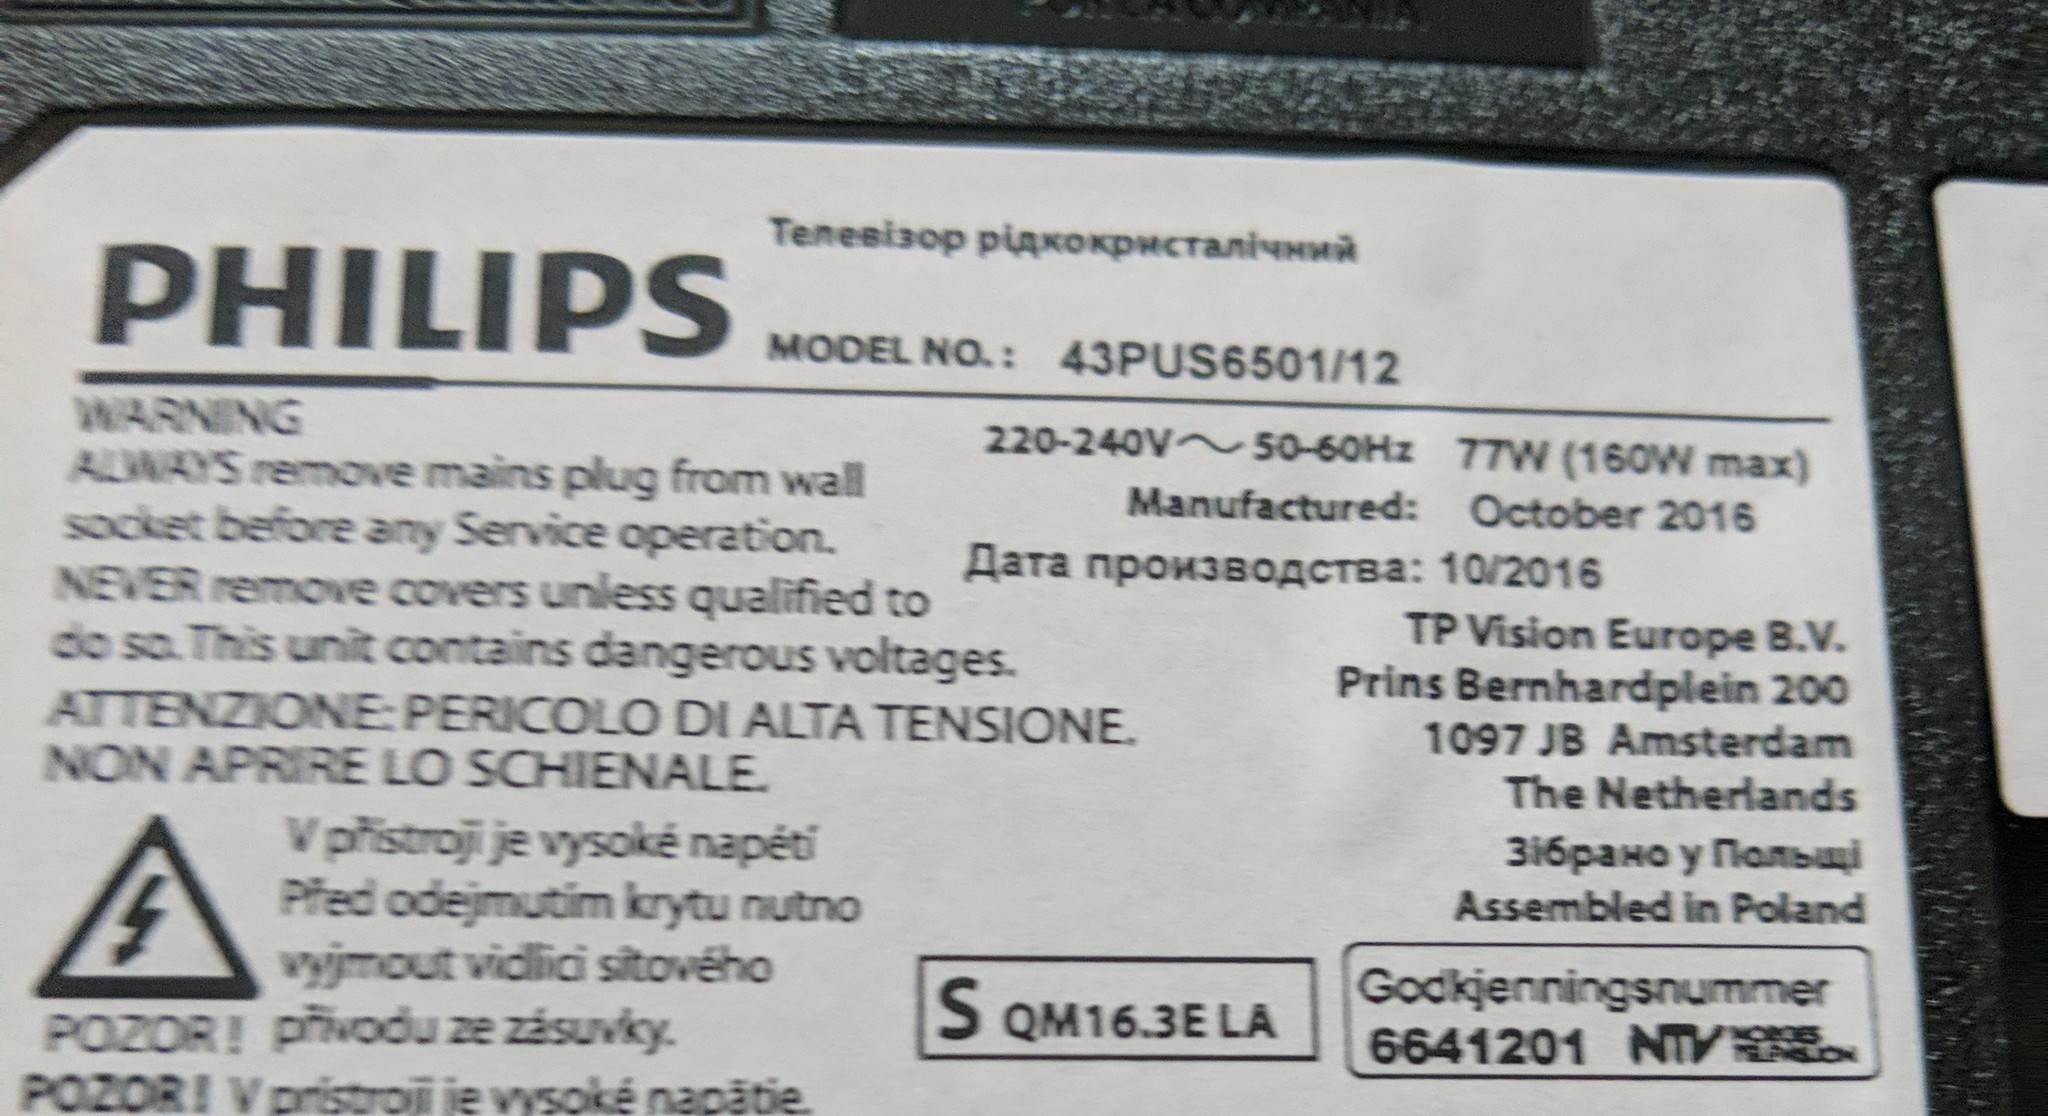 POR LA COMPAÑIA
Телевізор рідкокристалічний
PHILIPS
MODEL NO. : 43PUS6501/12
WARNING
ALWAYS remove mains plug from wall
socket before any Service operation.
NEVER remove covers unless qualified to
do so. This unit contains dangerous voltages.
ATTENZIONE: PERICOLO DI ALTA TENSIONE.
NON APRIRE LO SCHIENALE.
220-240V～ 50-60Hz 77W (160W max)
Manufactured: October 2016
Дата производства: 10/2016
TP Vision Europe B.V.
Prins Bernhardplein 200
1097 JB Amsterdam
The Netherlands
Зібрано у Польщі
Assembled in Poland
V přístroji je vysoké napětí
Před odejmutím krytu nutno
vyjmout vidlici síťového
POZOR! přívodu ze zásuvky.
POZOR! V prístroji je vysoké napätie.
S QM16.3E LA
Godkjenningsnummer
6641201 NTV NORGES
TELEVISJON